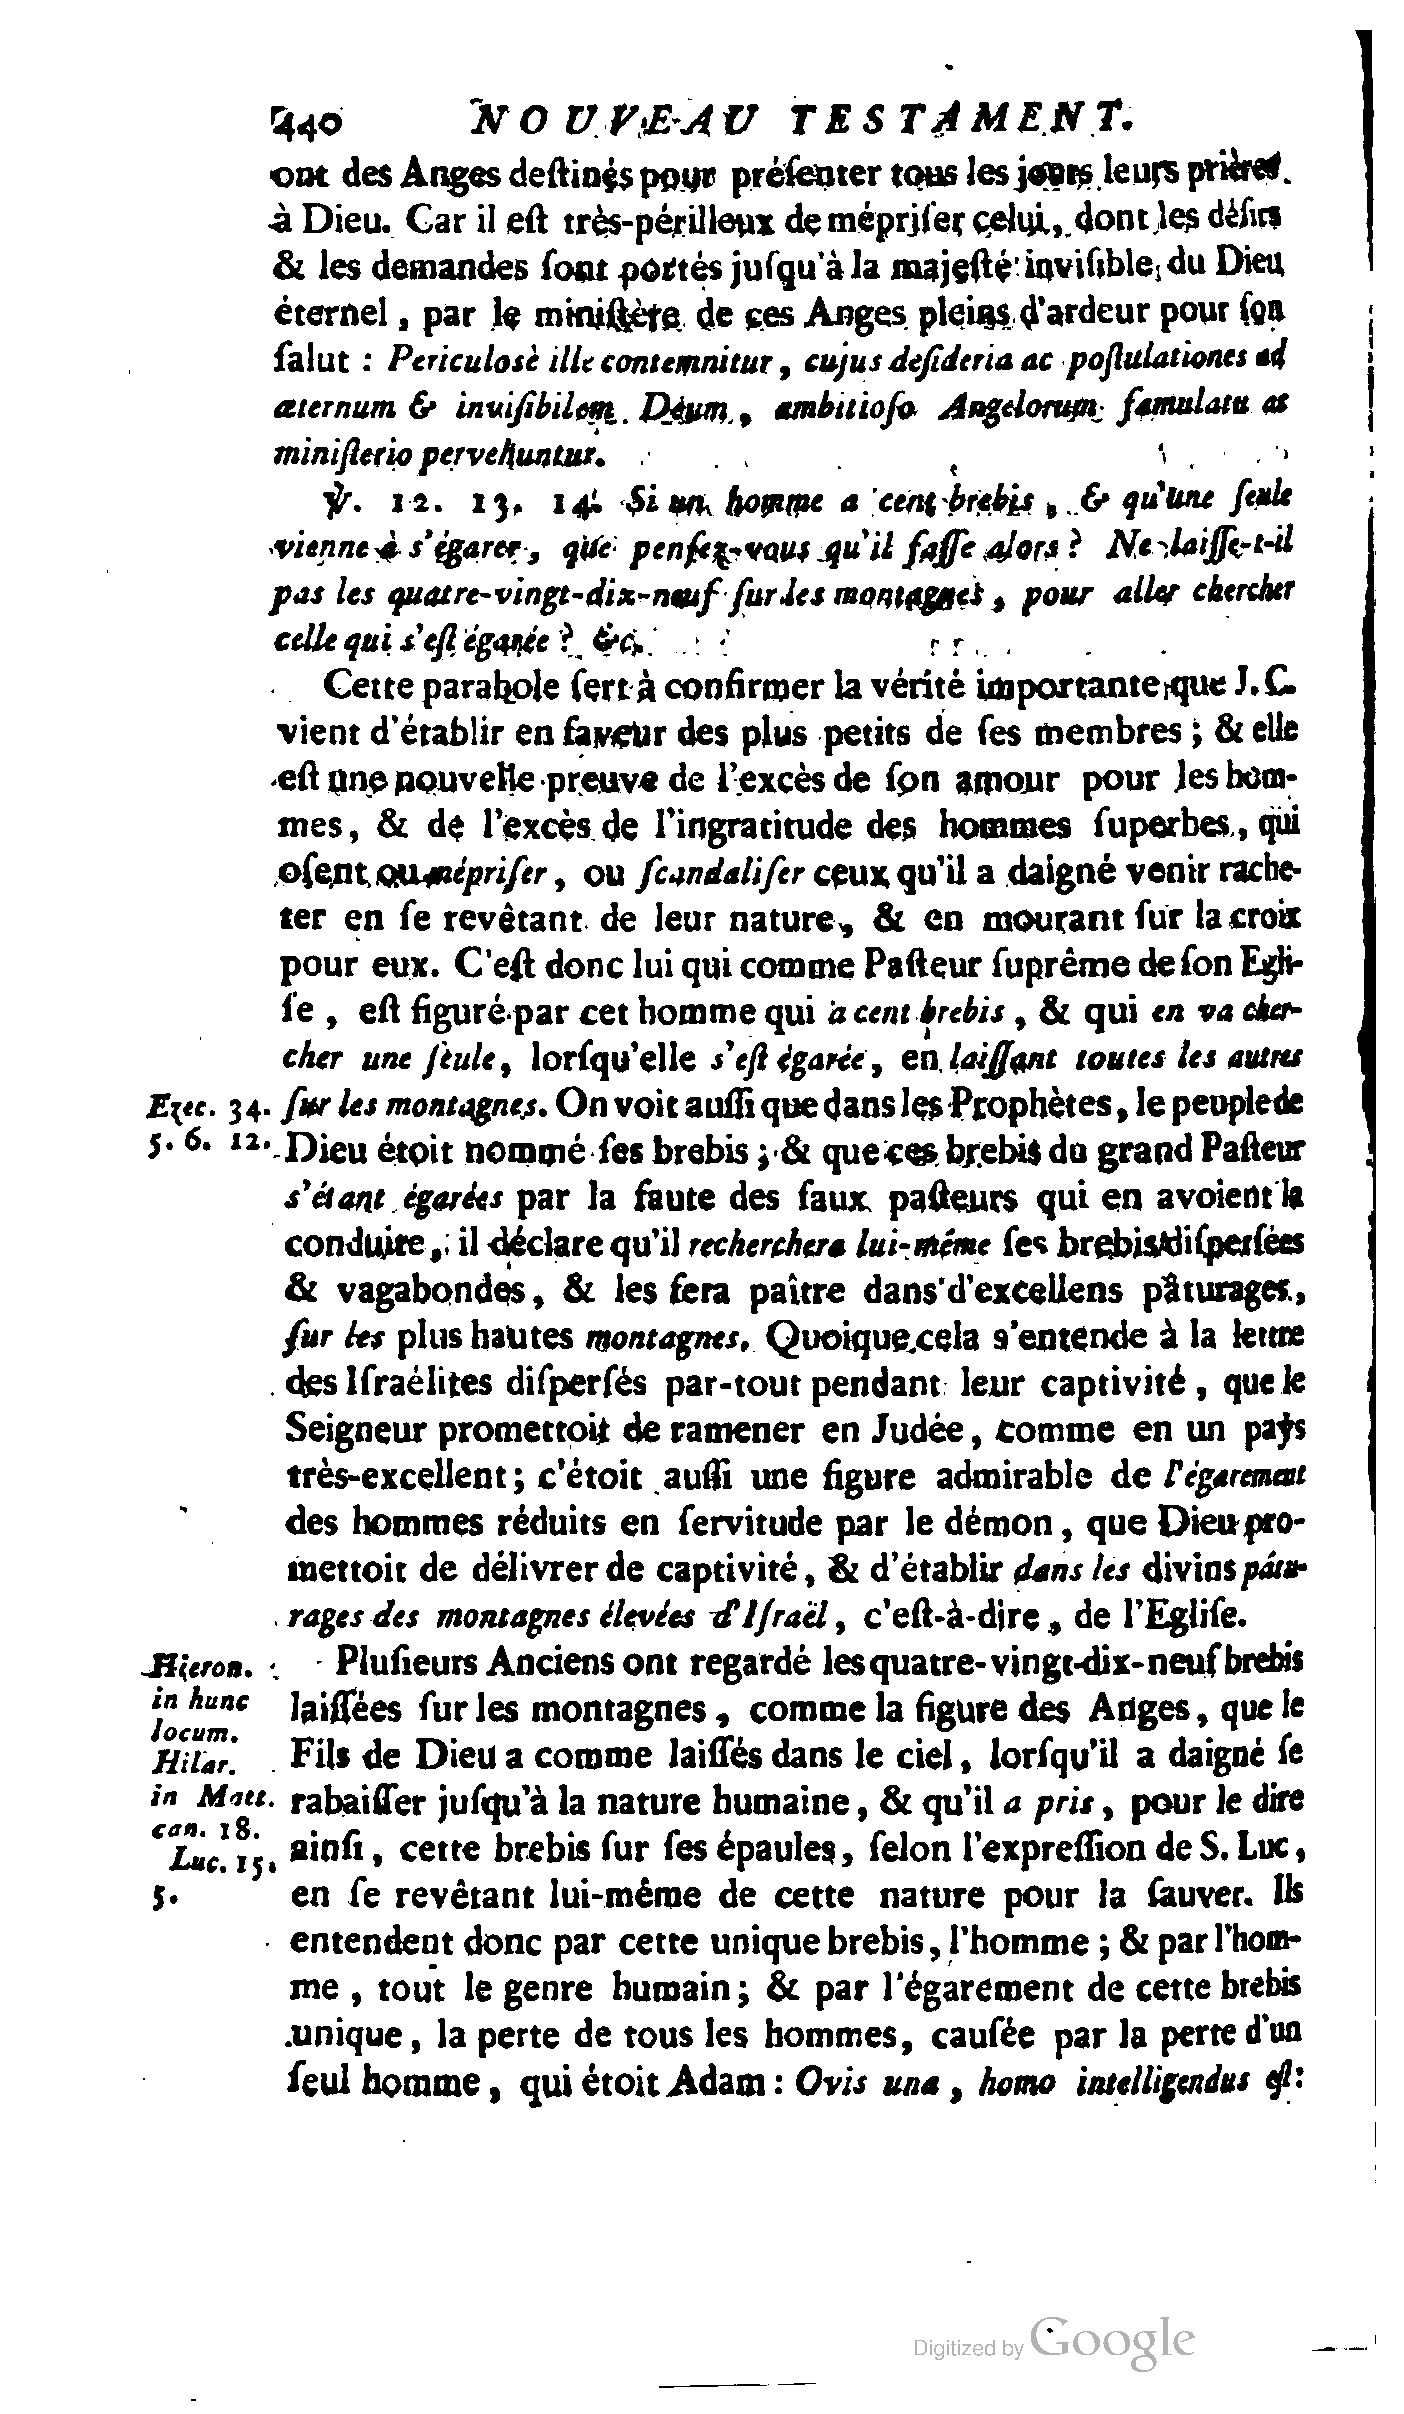 440 NOUVEAU TESTAMENT.
ont des Anges deſtinés pour préſenter tous les jours leurs prières
à Dieu. Car il eſt très-périlleux de mépriſer celui, dont les déſirs
& les demandes ſont portés juſqu'à la majeſté inviſible du Dieu
éternel, par le miniſtère de ces Anges pleins d'ardeur pour ſon
ſalut : Periculosè ille contemnitur, cujus deſideria ac poſtulationes ad
æternum & inviſibilem Deum, ambitioſo Angelorum famulatu ac
miniſterio pervehuntur.
℣. 12. 13. 14. Si un homme a cent brebis, & qu'une ſeule
vienne à s'égarer, que penſez-vous qu'il faſſe alors ? Ne laiſſe-t-il
pas les quatre-vingt-dix-neuf ſur les montagnes, pour aller chercher
celle qui s'eſt égarée ? &c.
Cette parabole ſert à confirmer la vérité importante que J. C.
vient d'établir en faveur des plus petits de ſes membres ; & elle
eſt une nouvelle preuve de l'excès de ſon amour pour les hom-
mes, & de l'excès de l'ingratitude des hommes ſuperbes, qui
oſent ou mépriſer, ou ſcandaliſer ceux qu'il a daigné venir rache-
ter en ſe revêtant de leur nature, & en mourant ſur la croix
pour eux. C'eſt donc lui qui comme Paſteur ſuprême de ſon Egli-
ſe, eſt figuré par cet homme qui a cent brebis, & qui en va cher-
cher une ſeule, lorſqu'elle s'eſt égarée, en laiſſant toutes les autres
Ezec. 34. ſur les montagnes. On voit auſſi que dans les Prophètes, le peuple de
5. 6. 12. Dieu étoit nommé ſes brebis ; & que ces brebis du grand Paſteur
s'étant égarées par la faute des faux paſteurs qui en avoient la
conduite, il déclare qu'il recherchera lui-même ſes brebis diſperſées
& vagabondes, & les fera paître dans d'excellens pâturages,
ſur les plus hautes montagnes. Quoique cela s'entende à la lettre
des Iſraélites diſperſés par-tout pendant leur captivité, que le
Seigneur promettoit de ramener en Judée, comme en un pays
très-excellent ; c'étoit auſſi une figure admirable de l'égarement
des hommes réduits en ſervitude par le démon, que Dieu pro-
mettoit de délivrer de captivité, & d'établir dans les divins pâtu-
rages des montagnes élevées d'Iſraël, c'eſt-à-dire, de l'Egliſe.
Hieron. Pluſieurs Anciens ont regardé les quatre-vingt-dix-neuf brebis
in hunc laiſſées ſur les montagnes, comme la figure des Anges, que le
locum.
Hilar. Fils de Dieu a comme laiſſés dans le ciel, lorſqu'il a daigné ſe
in Matt. rabaiſſer juſqu'à la nature humaine, & qu'il a pris, pour le dire
can. 18.
Luc. 15. ainſi, cette brebis ſur ſes épaules, ſelon l'expreſſion de S. Luc,
5. en ſe revêtant lui-même de cette nature pour la ſauver. Ils
entendent donc par cette unique brebis, l'homme ; & par l'hom-
me, tout le genre humain ; & par l'égarement de cette brebis
unique, la perte de tous les hommes, cauſée par la perte d'un
ſeul homme, qui étoit Adam : Ovis una, homo intelligendus eſt :
Digitized by Google